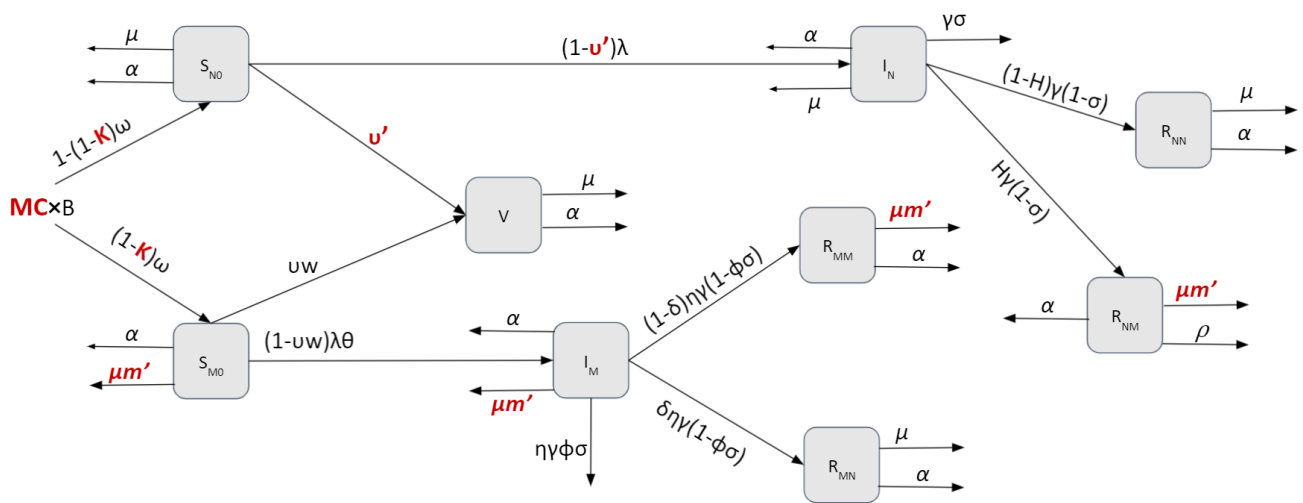 μ
α
S_N0
(1-υ’)λ
α
μ
I_N
γσ
(1-H)γ(1-σ)
Hγ(1-σ)
R_NN
μ
α
1-(1-K)ω
υ’
MC×B
(1-K)ω
υw
V
μ
α
R_MM
μm’
α
α
R_NM
μm’
ρ
α
μm’
S_M0
(1-υw)λθ
α
μm’
I_M
ηγϕσ
(1-δ)ηγ(1-ϕσ)
δηγ(1-ϕσ)
R_MN
μ
α